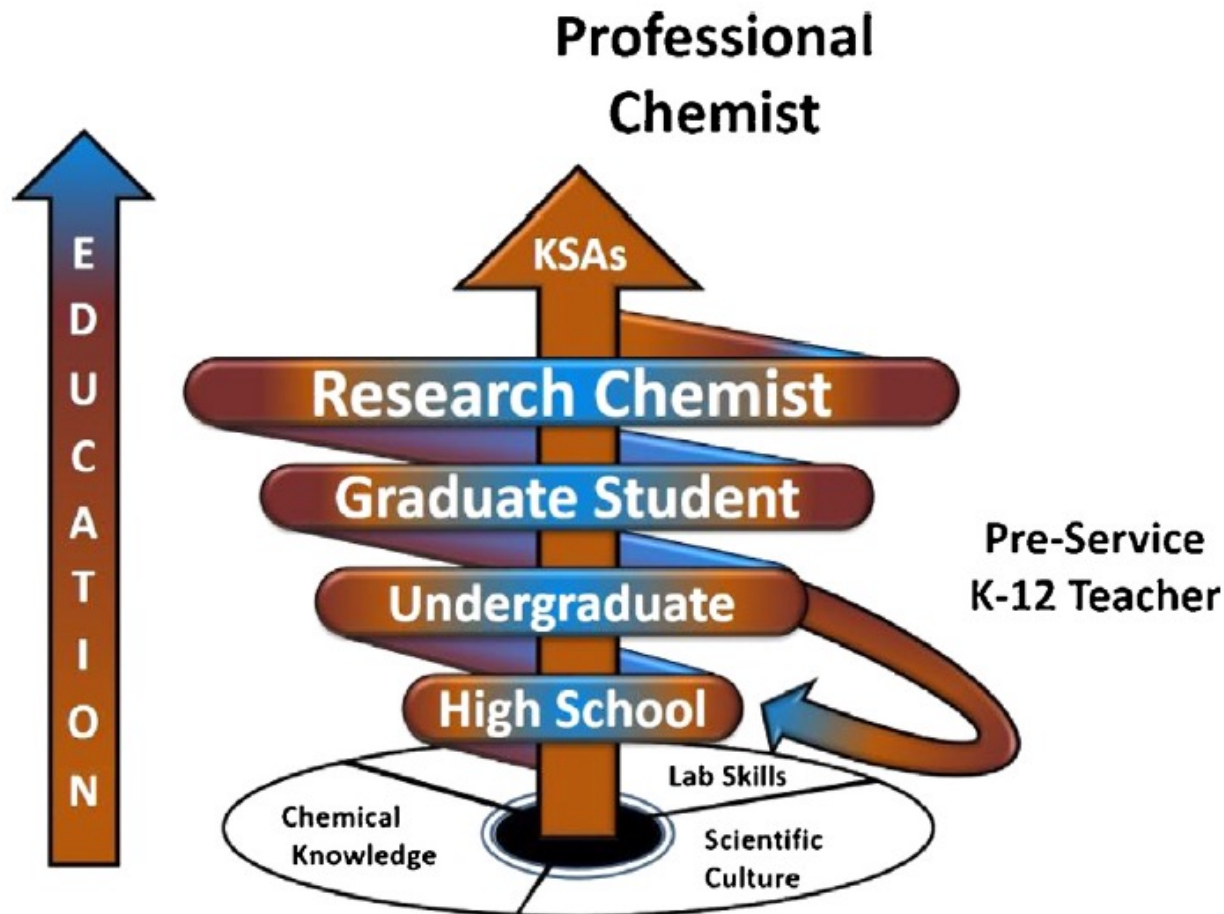 Professional
Chemist
EDUCATION
KSAs
Research Chemist
Graduate Student
Undergraduate
High School
Pre-Service
K-12 Teacher
Lab Skills
Chemical
Knowledge
Scientific
Culture